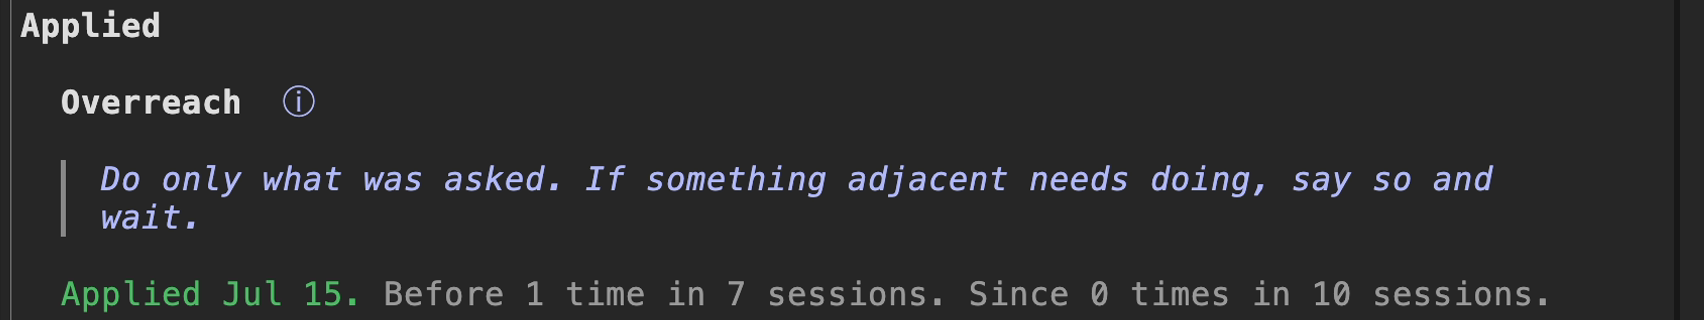 Applied
Overreach ⓘ
Do only what was asked. If something adjacent needs doing, say so and
wait.
Applied Jul 15. Before 1 time in 7 sessions. Since 0 times in 10 sessions.